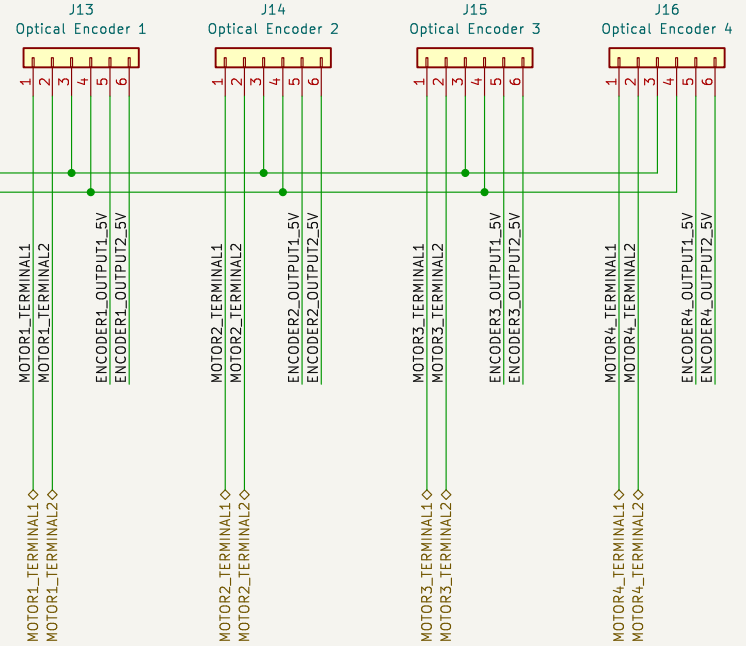 J13
Optical Encoder 1
J14
Optical Encoder 2
J15
Optical Encoder 3
J16
Optical Encoder 4
1
2
3
4
5
6
1
2
3
4
5
6
1
2
3
4
5
6
1
2
3
4
5
6
MOTOR1_TERMINAL1
MOTOR1_TERMINAL2
ENCODER1_OUTPUT1_5V
ENCODER1_OUTPUT2_5V
MOTOR2_TERMINAL1
MOTOR2_TERMINAL2
ENCODER2_OUTPUT1_5V
ENCODER2_OUTPUT2_5V
MOTOR3_TERMINAL1
MOTOR3_TERMINAL2
ENCODER3_OUTPUT1_5V
ENCODER3_OUTPUT2_5V
MOTOR4_TERMINAL1
MOTOR4_TERMINAL2
ENCODER4_OUTPUT1_5V
ENCODER4_OUTPUT2_5V
MOTOR1_TERMINAL1
MOTOR1_TERMINAL2
MOTOR2_TERMINAL1
MOTOR2_TERMINAL2
MOTOR3_TERMINAL1
MOTOR3_TERMINAL2
MOTOR4_TERMINAL1
MOTOR4_TERMINAL2